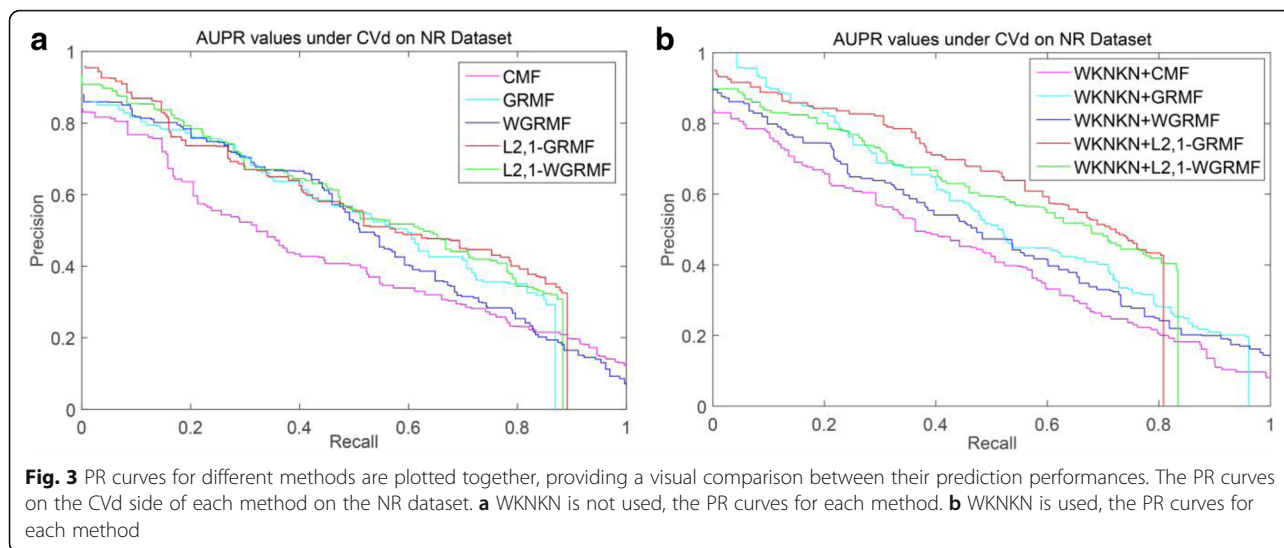 a
AUPR values under CVd on NR Dataset
1
0.8
0.6
0.4
0.2
0
Precision
0
0.2
0.4
0.6
0.8
1
Recall
CMF
GRMF
WGRMF
L2,1-GRMF
L2,1-WGRMF
b
AUPR values under CVd on NR Dataset
1
0.8
0.6
0.4
0.2
0
Precision
0
0.2
0.4
0.6
0.8
1
Recall
WKNKN+CMF
WKNKN+GRMF
WKNKN+WGRMF
WKNKN+L2,1-GRMF
WKNKN+L2,1-WGRMF
Fig. 3 PR curves for different methods are plotted together, providing a visual comparison between their prediction performances. The PR curves
on the CVd side of each method on the NR dataset. a WKNKN is not used, the PR curves for each method. b WKNKN is used, the PR curves for
each method